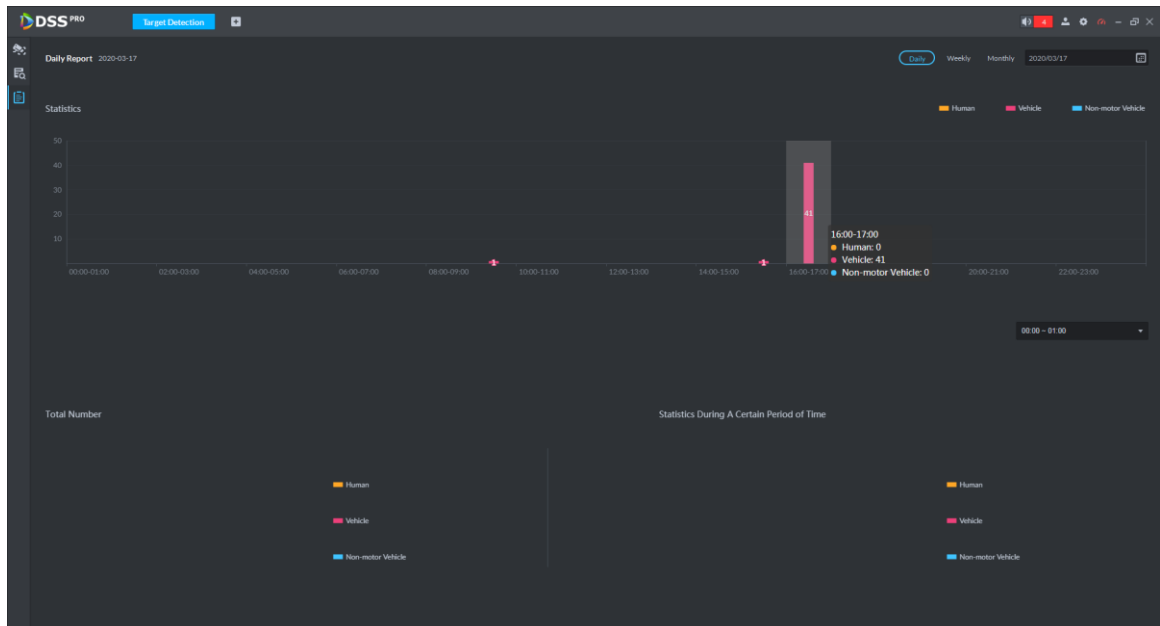 DSS PRO Target Detection 4
Daily Report 2020-03-17 Daily Weekly Monthly 2020/03/17
Statistics Human Vehicle Non-motor Vehicle
50
40
30
20 41
10
16:00-17:00
Human: 0
Vehicle: 41
1 1
00:00-01:00 02:00-03:00 04:00-05:00 06:00-07:00 08:00-09:00 10:00-11:00 12:00-13:00 14:00-15:00 16:00-17:00 Non-motor Vehicle: 0 20:00-21:00 22:00-23:00
00:00 ~ 01:00
Total Number Statistics During A Certain Period of Time
Human Human
Vehicle Vehicle
Non-motor Vehicle Non-motor Vehicle